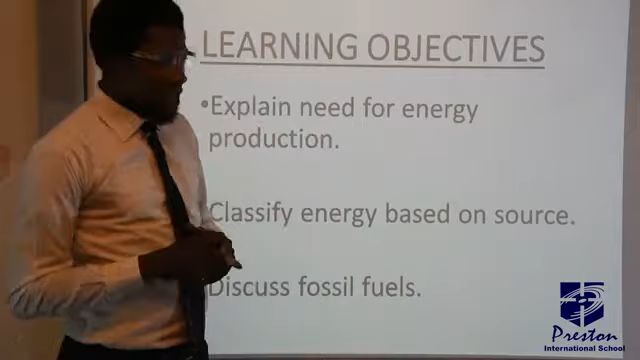 LEARNING OBJECTIVES
•Explain need for energy
production.
Classify energy based on source.
Discuss fossil fuels.
Preston
International School